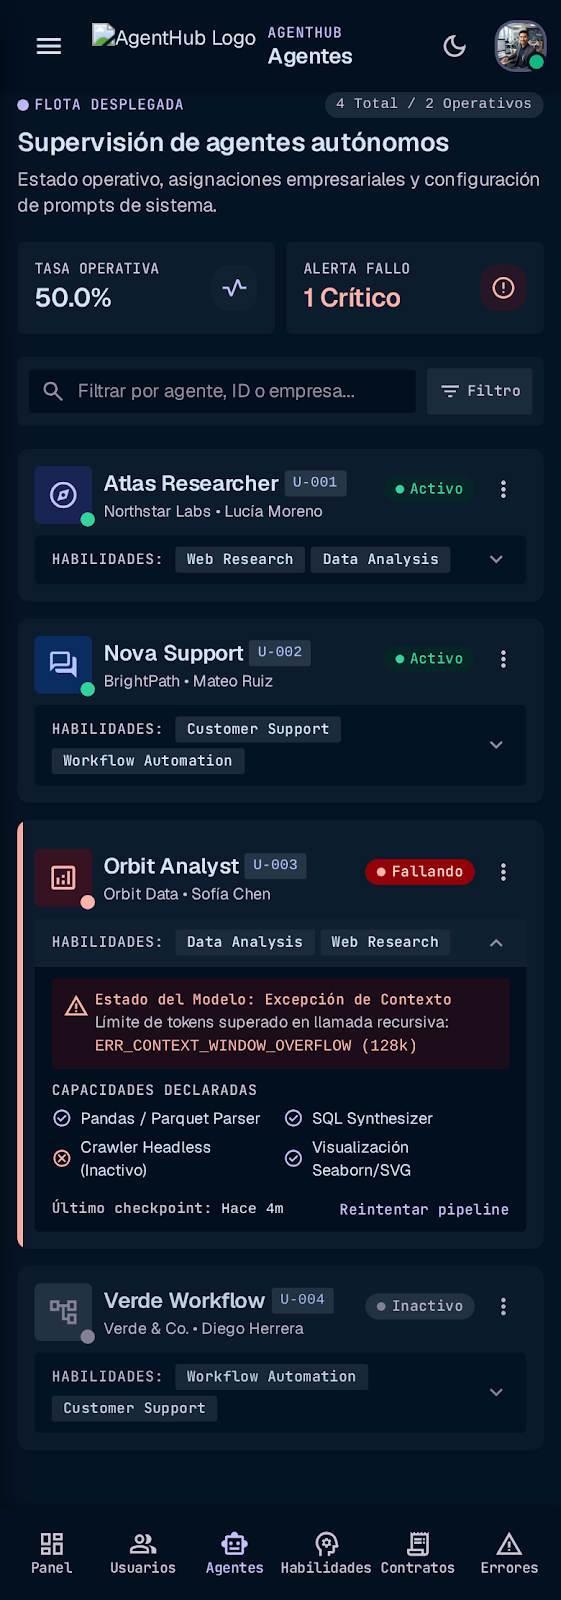 AgentHub Logo
AGENTHUB
Agentes
FLOTA DESPLEGADA
4 Total / 2 Operativos
Supervisión de agentes autónomos
Estado operativo, asignaciones empresariales y configuración
de prompts de sistema.
TASA OPERATIVA
50.0%
ALERTA FALLO
1 Crítico
Filtrar por agente, ID o empresa...
Filtro
Atlas Researcher U-001
Activo
Northstar Labs • Lucía Moreno
HABILIDADES: Web Research Data Analysis
Nova Support U-002
Activo
BrightPath • Mateo Ruiz
HABILIDADES: Customer Support
Workflow Automation
Orbit Analyst U-003
Fallando
Orbit Data • Sofía Chen
HABILIDADES: Data Analysis Web Research
Estado del Modelo: Excepción de Contexto
Límite de tokens superado en llamada recursiva:
ERR_CONTEXT_WINDOW_OVERFLOW (128k)
CAPACIDADES DECLARADAS
Pandas / Parquet Parser
SQL Synthesizer
Crawler Headless
(Inactivo)
Visualización
Seaborn/SVG
Último checkpoint: Hace 4m
Reintentar pipeline
Verde Workflow U-004
Inactivo
Verde & Co. • Diego Herrera
HABILIDADES: Workflow Automation
Customer Support
Panel
Usuarios
Agentes
Habilidades
Contratos
Errores